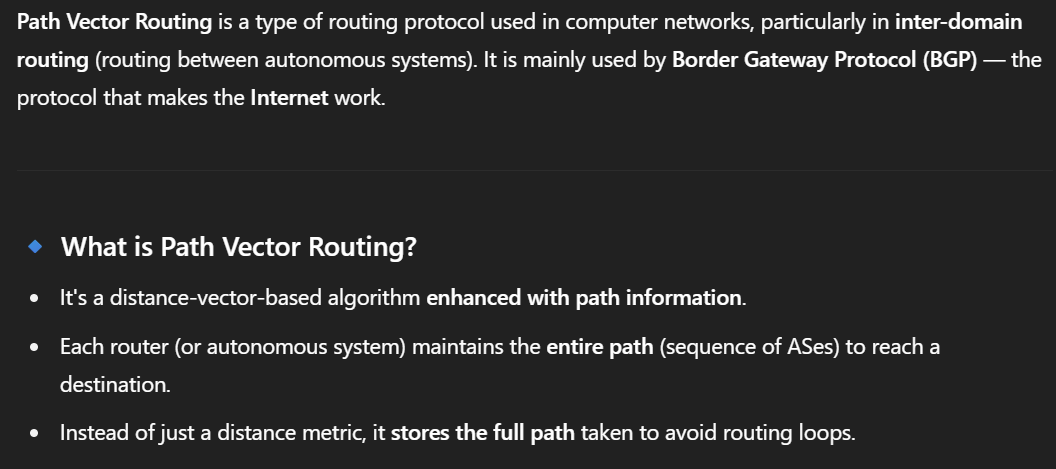 Path Vector Routing is a type of routing protocol used in computer networks, particularly in inter-domain
routing (routing between autonomous systems). It is mainly used by Border Gateway Protocol (BGP) — the
protocol that makes the Internet work.
What is Path Vector Routing?
It's a distance-vector-based algorithm enhanced with path information.
Each router (or autonomous system) maintains the entire path (sequence of ASes) to reach a
destination.
Instead of just a distance metric, it stores the full path taken to avoid routing loops.